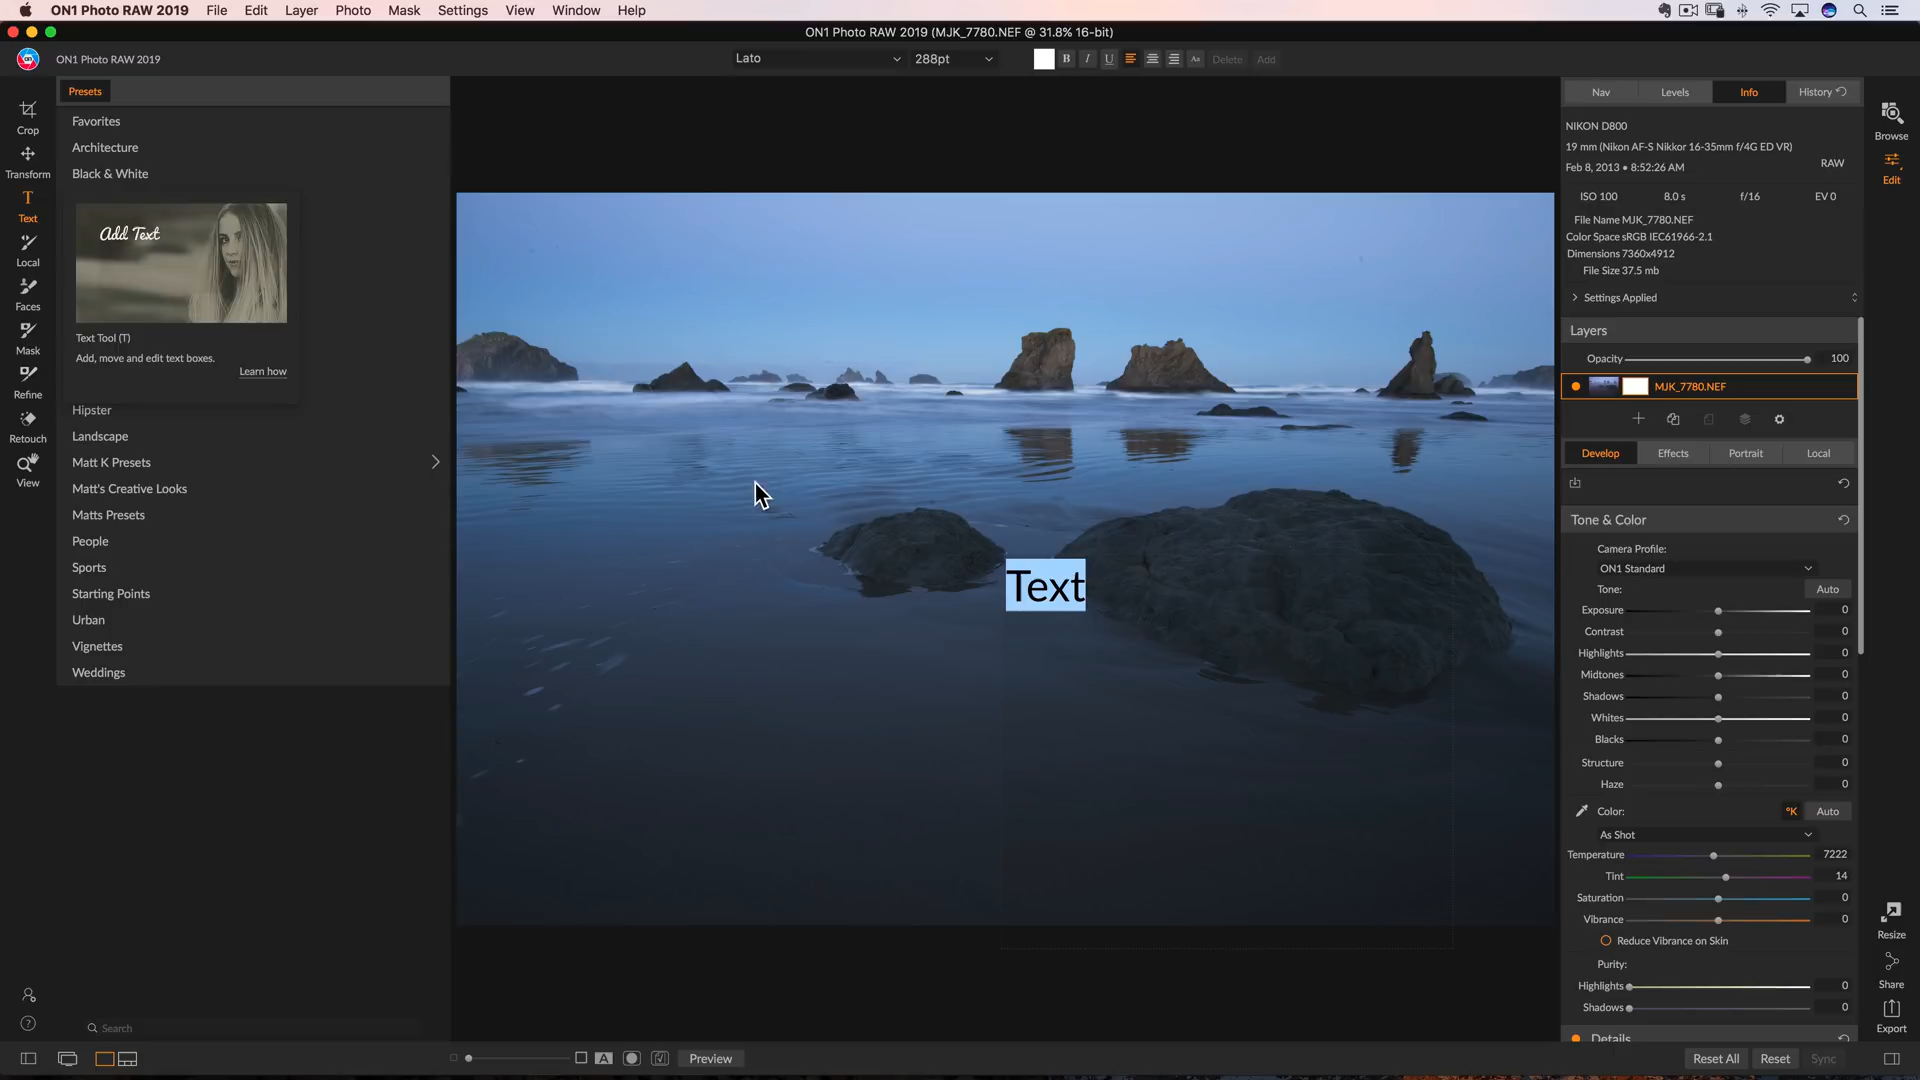 ON1 Photo RAW 2019 File Edit Layer Photo Mask Settings View Window Help
ON1 Photo RAW 2019 (MJK_7780.NEF @ 31.8% 16-bit)
ON1 Photo RAW 2019
Lato 288pt B I U Aa Delete Add
Crop
Transform
T
Text
Local
Faces
Mask
Refine
Retouch
View
Presets
Favorites
Architecture
Black & White
Add Text
Text Tool (T)
Add, move and edit text boxes.
Learn how
Hipster
Landscape
Matt K Presets
Matt's Creative Looks
Matts Presets
People
Sports
Starting Points
Urban
Vignettes
Weddings
Search
Text
A Preview
Nav Levels Info History
NIKON D800
19 mm (Nikon AF-S Nikkor 16-35mm f/4G ED VR)
Feb 8, 2013 • 8:52:26 AM
RAW
ISO 100 8.0 s f/16 EV 0
File Name MJK_7780.NEF
Color Space sRGB IEC61966-2.1
Dimensions 7360x4912
File Size 37.5 mb
Settings Applied
Layers
Opacity 100
MJK_7780.NEF
Develop Effects Portrait Local
Tone & Color
Camera Profile:
ON1 Standard
Tone: Auto
Exposure 0
Contrast 0
Highlights 0
Midtones 0
Shadows 0
Whites 0
Blacks 0
Structure 0
Haze 0
Color: °K Auto
As Shot
Temperature 7222
Tint 14
Saturation 0
Vibrance 0
Reduce Vibrance on Skin
Purity:
Highlights 0
Shadows 0
Details
Reset All Reset Sync
Browse
Edit
Resize
Share
Export